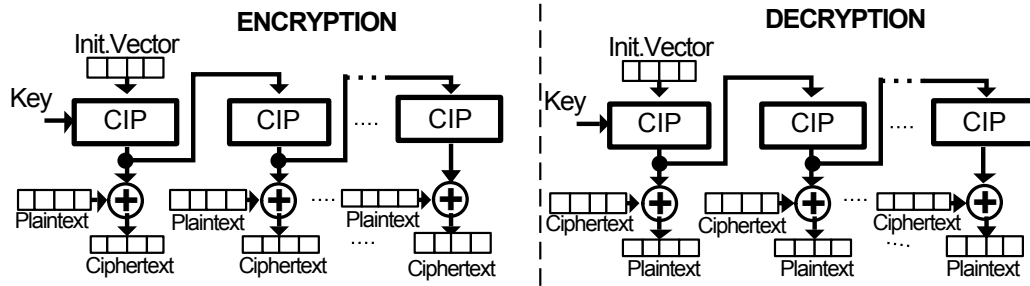 ENCRYPTION
Init.Vector
Key
CIP
CIP
....
CIP
Plaintext
Plaintext
....
Plaintext
Ciphertext
Ciphertext
....
Ciphertext
DECRYPTION
Init.Vector
Key
CIP
CIP
....
CIP
Ciphertext
Ciphertext
....
Ciphertext
Plaintext
Plaintext
....
Plaintext